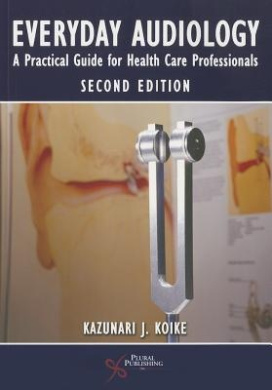 EVERYDAY AUDIOLOGY
A Practical Guide for Health Care Professionals
SECOND EDITION
KAZUNARI J. KOIKE
PLURAL
PUBLISHING